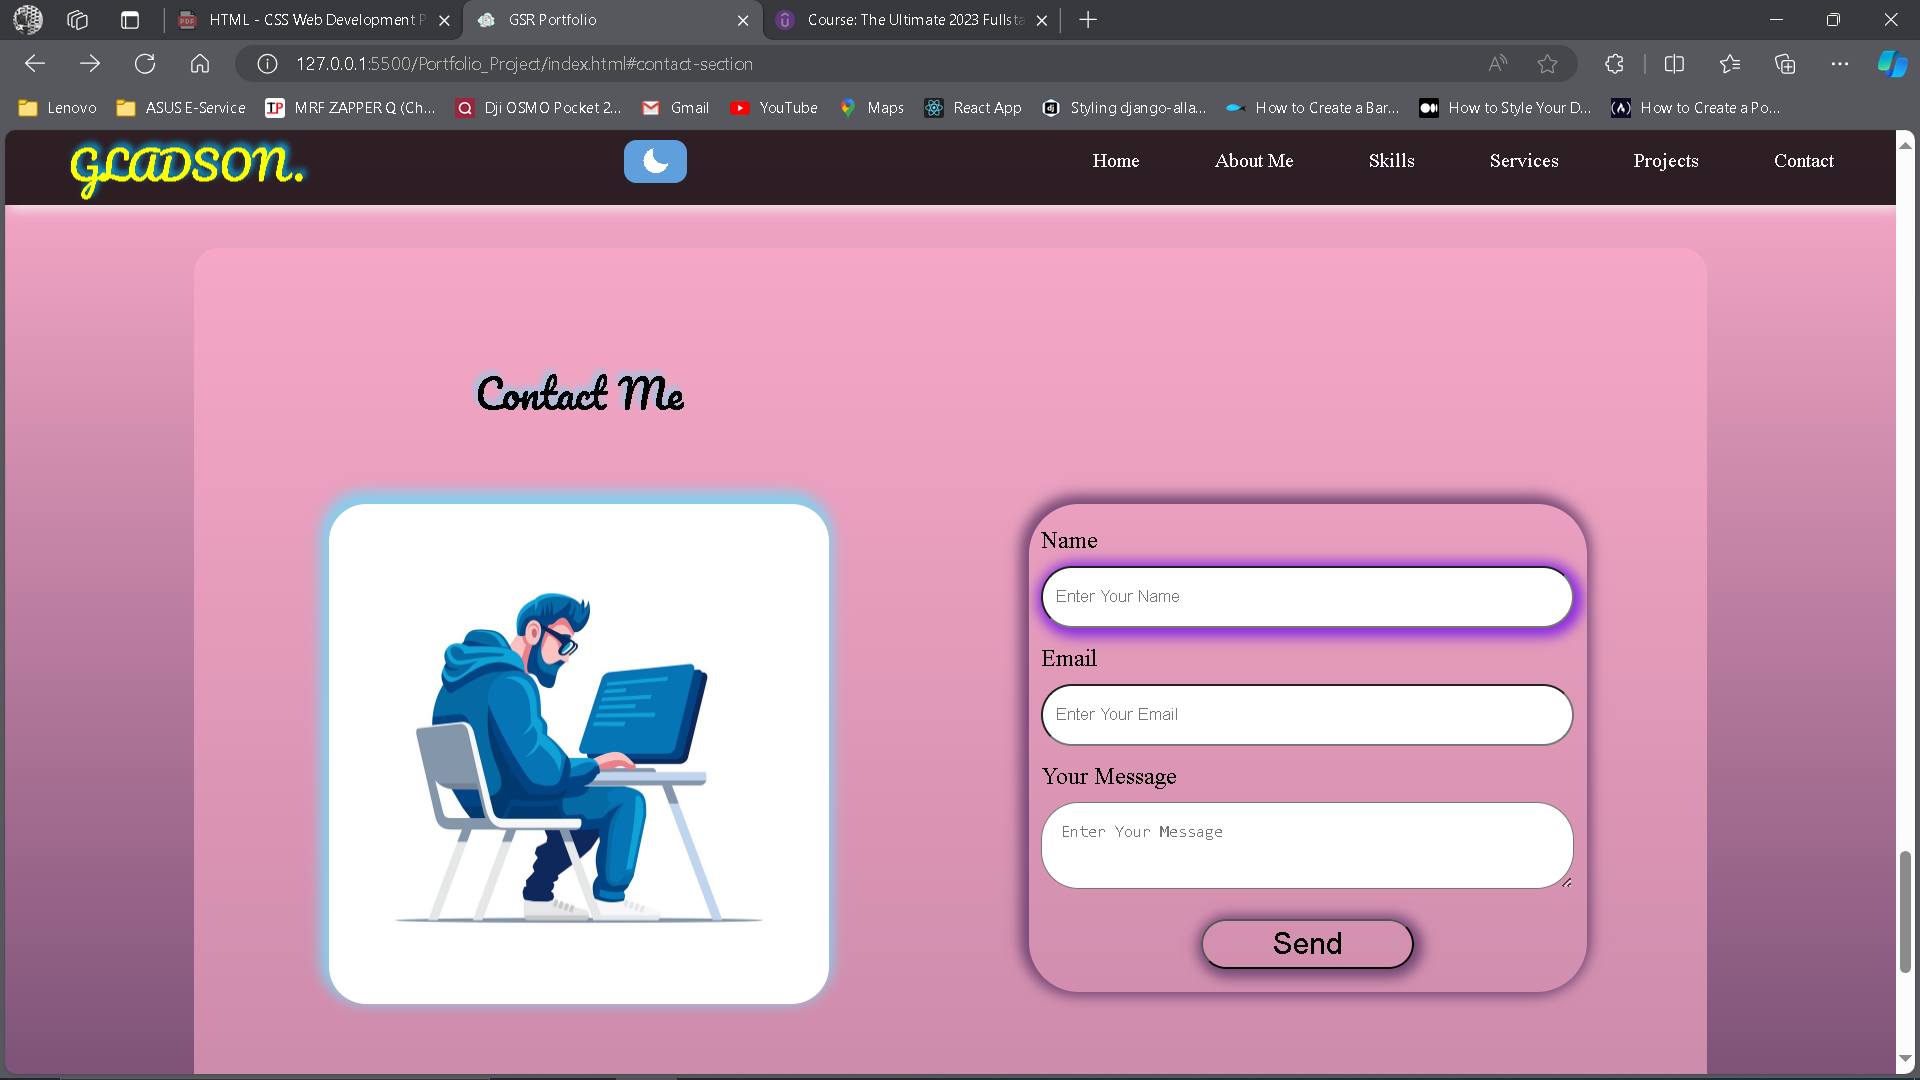 HTML - CSS Web Development P
GSR Portfolio
Course: The Ultimate 2023 Fullsta
127.0.0.1:5500/Portfolio_Project/index.html#contact-section
Lenovo
ASUS E-Service
MRF ZAPPER Q (Ch...
Dji OSMO Pocket 2...
Gmail
YouTube
Maps
React App
Styling django-alla...
How to Create a Bar...
How to Style Your D...
How to Create a Po...
GLADSON.
Home
About Me
Skills
Services
Projects
Contact
Contact Me
Name
Enter Your Name
Email
Enter Your Email
Your Message
Enter Your Message
Send